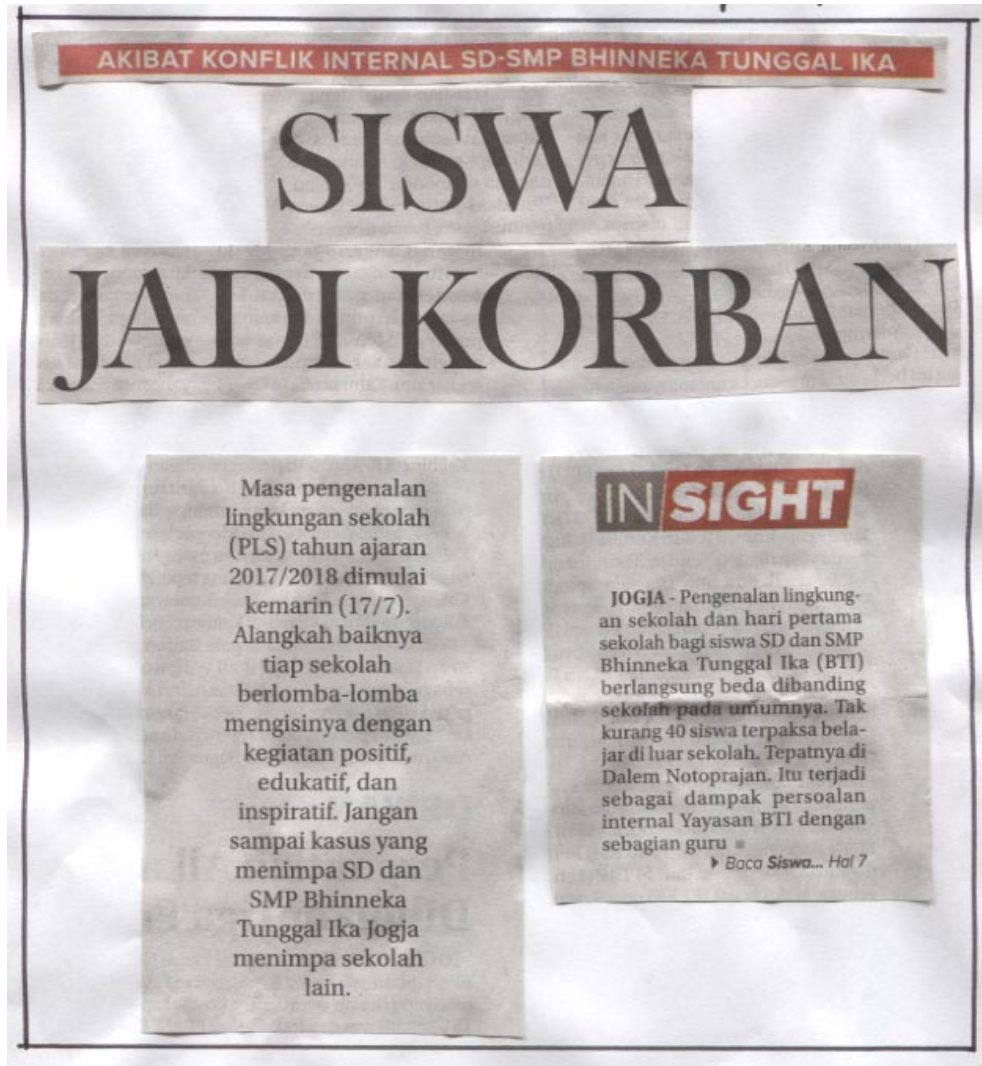 AKIBAT KONFLIK INTERNAL SD-SMP BHINNEKA TUNGGAL IKA
SISWA
JADI KORBAN
Masa pengenalan
lingkungan sekolah
(PLS) tahun ajaran
2017/2018 dimulai
kemarin (17/7).
Alangkah baiknya
tiap sekolah
berlomba-lomba
mengisinya dengan
kegiatan positif,
edukatif, dan
inspiratif. Jangan
sampai kasus yang
menimpa SD dan
SMP Bhinneka
Tunggal Ika Jogja
menimpa sekolah
lain.
INSIGHT
JOGJA - Pengenalan lingkung-
an sekolah dan hari pertama
sekolah bagi siswa SD dan SMP
Bhinneka Tunggal Ika (BTI)
berlangsung beda dibanding
sekolah pada umumnya. Tak
kurang 40 siswa terpaksa bela-
jar di luar sekolah. Tepatnya di
Dalem Notoprajan. Itu terjadi
sebagai dampak persoalan
internal Yayasan BTI dengan
sebagian guru
Baca Siswa... Hal 7